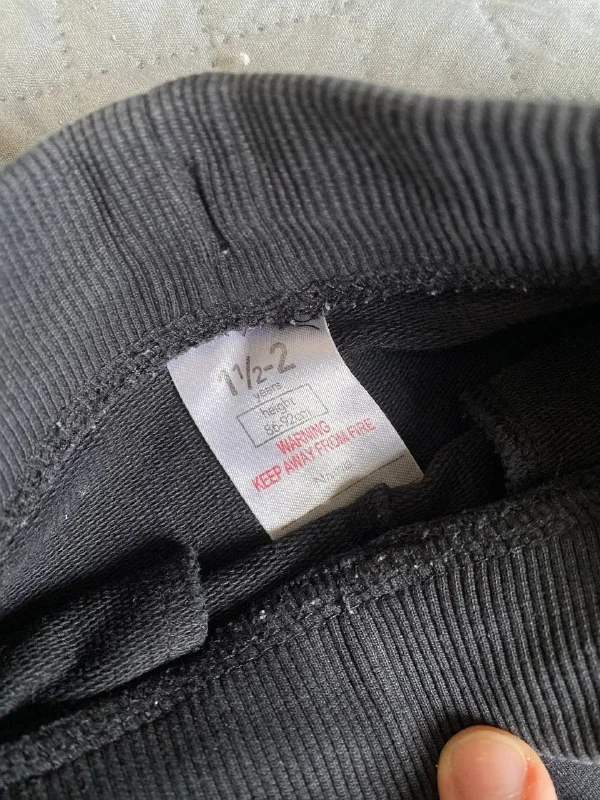 1½-2
years
height
86-92cm
WARNING
KEEP AWAY FROM FIRE